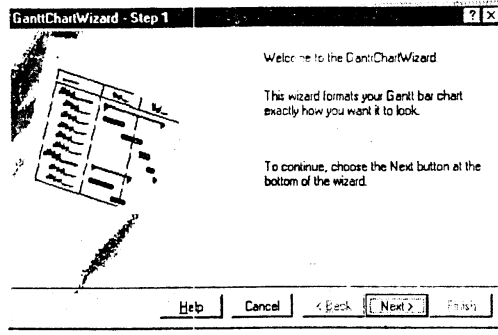 GanttChartWizard - Step 1
? X
Welcome to the GanttChartWizard
This wizard formats your Gantt bar chart
exactly how you want it to look.
To continue, choose the Next button at the
bottom of the wizard.
Help Cancel < Back Next > Finish